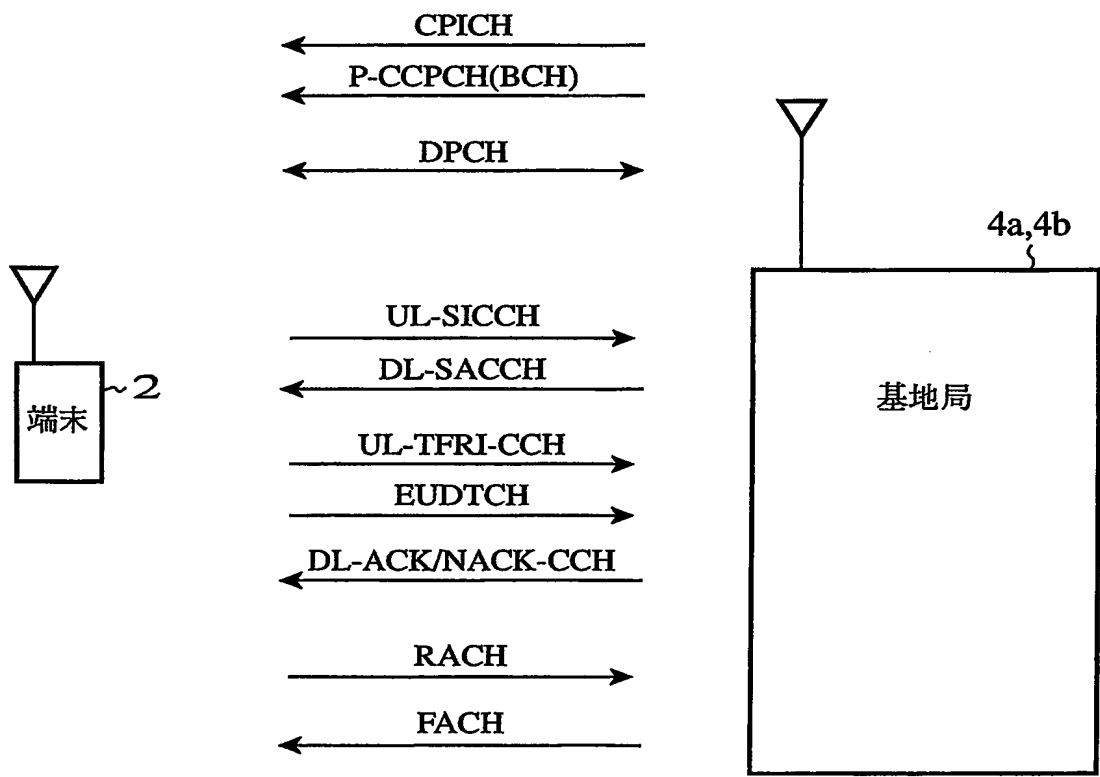 CPICH
P-CCPCH(BCH)
DPCH
4a,4b
UL-SICCH
DL-SACCH
2
端末
基地局
UL-TFRI-CCH
EUDTCH
DL-ACK/NACK-CCH
RACH
FACH